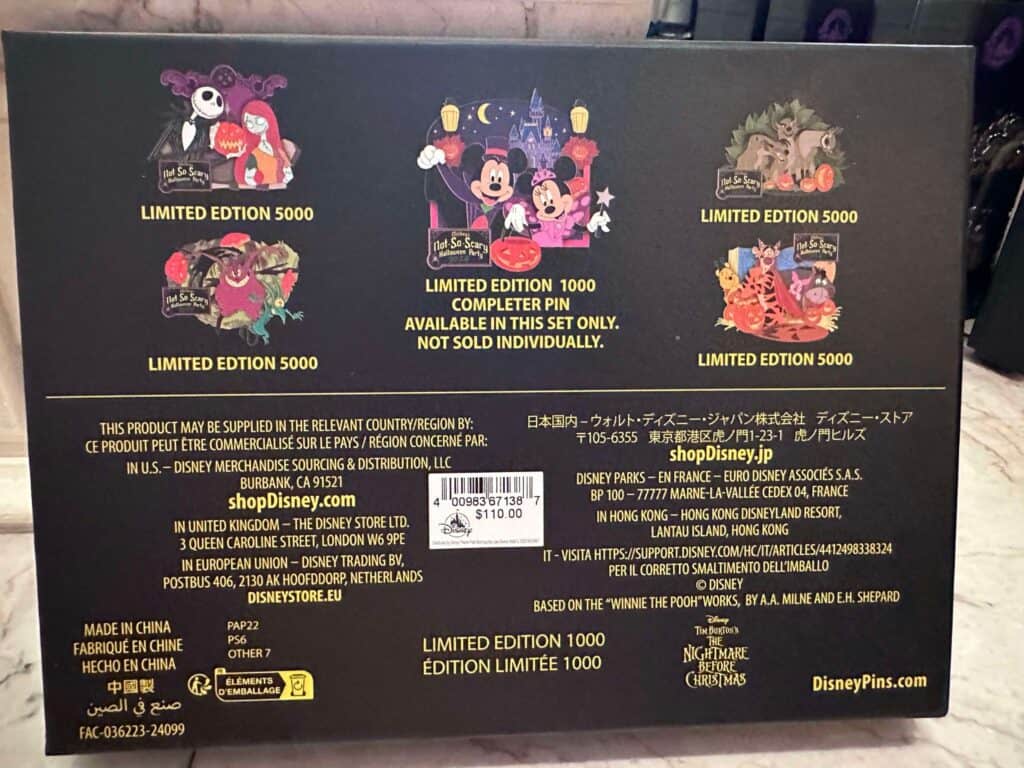 Not So Scary
Halloween Party
LIMITED EDTION 5000
Not So Scary
Halloween Party
LIMITED EDTION 5000
Mickey's
Not-So-Scary
Halloween Party
LIMITED EDITION 1000
COMPLETER PIN
AVAILABLE IN THIS SET ONLY.
NOT SOLD INDIVIDUALLY.
Not So Scary
Halloween Party
LIMITED EDTION 5000
Not So Scary
Halloween Party
LIMITED EDTION 5000
THIS PRODUCT MAY BE SUPPLIED IN THE RELEVANT COUNTRY/REGION BY:
CE PRODUIT PEUT ÊTRE COMMERCIALISÉ SUR LE PAYS / RÉGION CONCERNÉ PAR:
IN U.S. – DISNEY MERCHANDISE SOURCING & DISTRIBUTION, LLC
BURBANK, CA 91521
shopDisney.com
IN UNITED KINGDOM – THE DISNEY STORE LTD.
3 QUEEN CAROLINE STREET, LONDON W6 9PE
IN EUROPEAN UNION – DISNEY TRADING BV,
POSTBUS 406, 2130 AK HOOFDDORP, NETHERLANDS
DISNEYSTORE.EU
4 00983 67138 7
$110.00
Disney
日本国内 – ウォルト・ディズニー・ジャパン株式会社 ディズニー・ストア
〒105-6355 東京都港区虎ノ門1-23-1 虎ノ門ヒルズ
shopDisney.jp
DISNEY PARKS – EN FRANCE – EURO DISNEY ASSOCIÉS S.A.S.
BP 100 – 77777 MARNE-LA-VALLÉE CEDEX 04, FRANCE
IN HONG KONG – HONG KONG DISNEYLAND RESORT,
LANTAU ISLAND, HONG KONG
IT - VISITA HTTPS://SUPPORT.DISNEY.COM/HC/IT/ARTICLES/4412498338324
PER IL CORRETTO SMALTIMENTO DELL'IMBALLO
© DISNEY
BASED ON THE "WINNIE THE POOH" WORKS, BY A.A. MILNE AND E.H. SHEPARD
MADE IN CHINA
FABRIQUÉ EN CHINE
HECHO EN CHINA
中國製
صنع في الصين
FAC-036223-24099
PAP22
PS6
OTHER 7
ÉLÉMENTS
D'EMBALLAGE
LIMITED EDITION 1000
ÉDITION LIMITÉE 1000
Disney
TIM BURTON'S
THE
NIGHTMARE
BEFORE
CHRISTMAS
DisneyPins.com